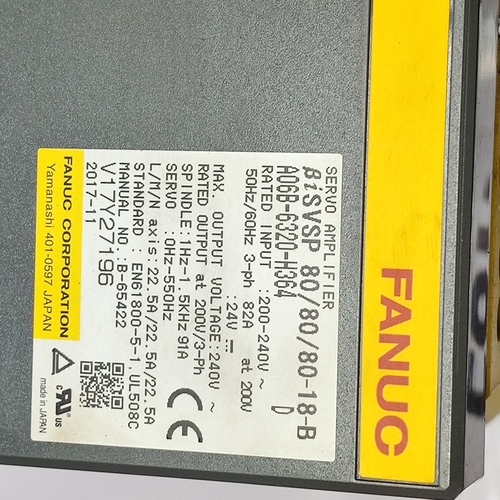 FANUC
SERVO AMPLIFIER
βiSVSP 80/80/80-18-B
A06B-6320-H364 D
RATED INPUT :200-240V ~
50Hz/60Hz 3-ph 82A at 200V
:24V ⎓
MAX. OUTPUT VOLTAGE:240V ~
RATED OUTPUT at 200V/3-Ph
SPINDLE:1Hz-1.5KHz 91A
SERVO :0Hz-550Hz
L/M/N axis:22.5A/22.5A/22.5A
STANDARD :EN61800-5-1,UL508C
MANUAL NO.:B-65422
V17Y27196
2017-11
CE
FANUC CORPORATION
Yamanashi 401-0597 JAPAN
c UR US
made in JAPAN